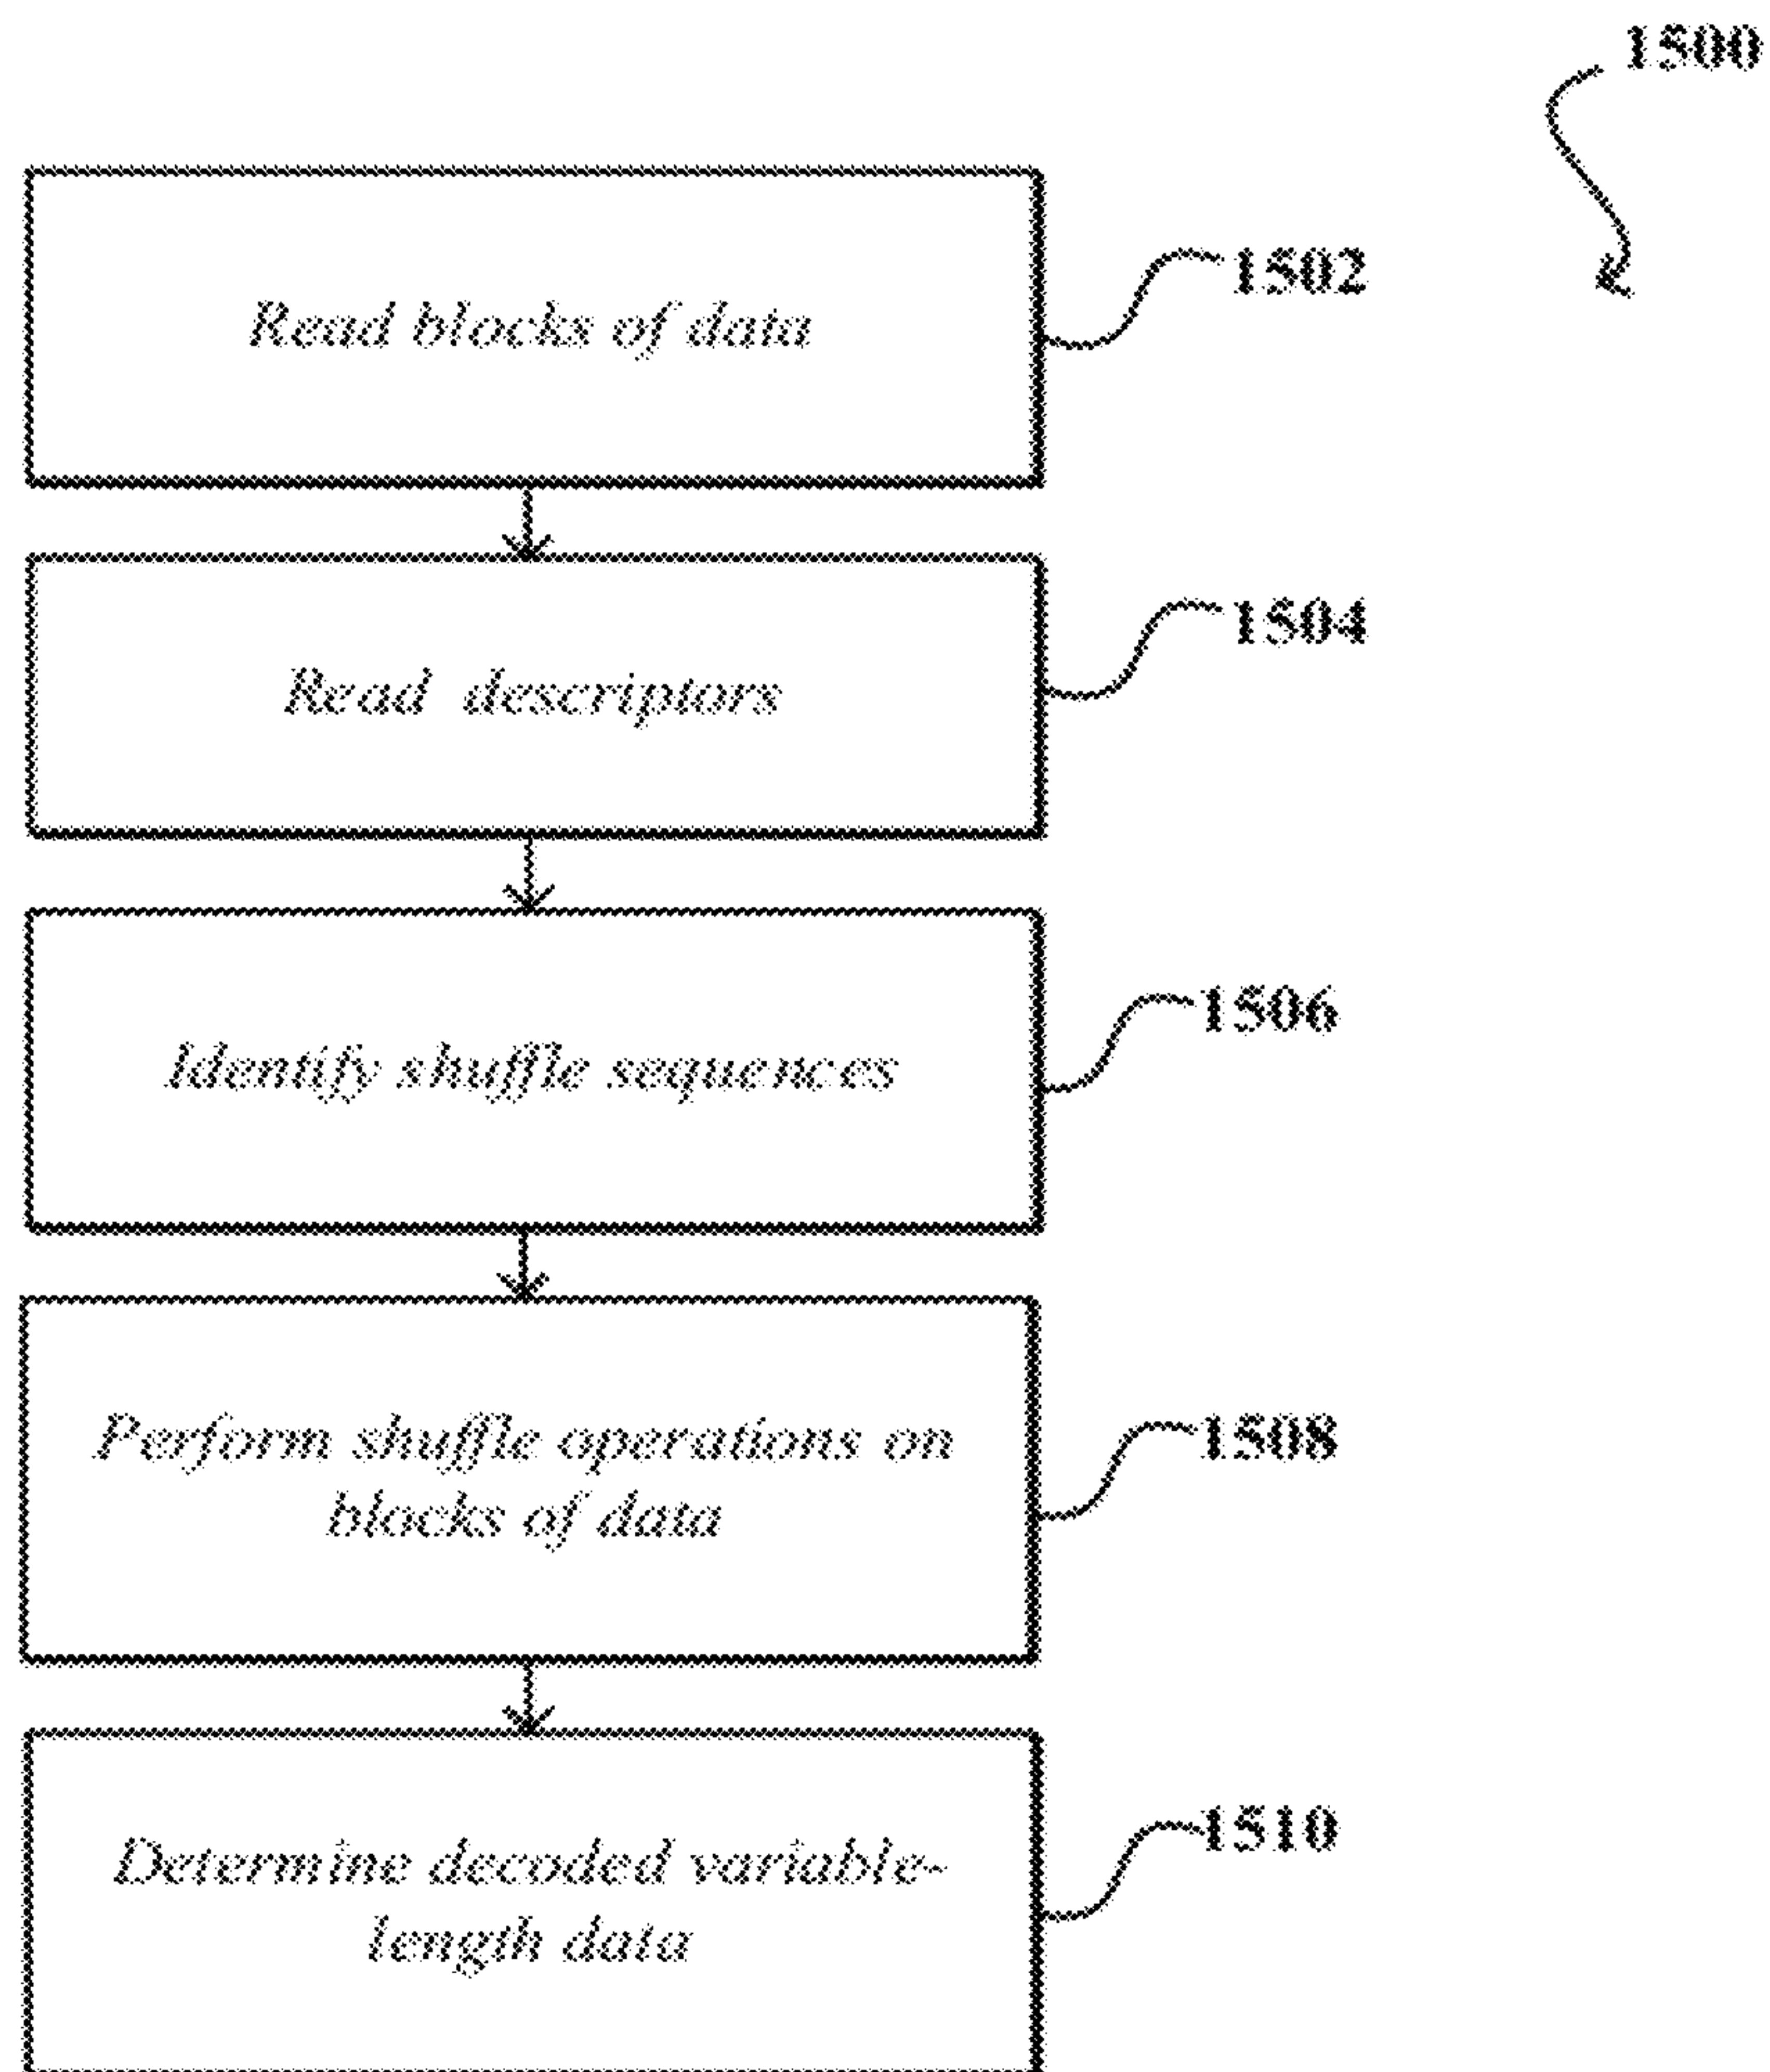 1500
Read blocks of data
1502
Read descriptors
1504
Identify shuffle sequences
1506
Perform shuffle operations on
blocks of data
1508
Determine decoded variable-
length data
1510